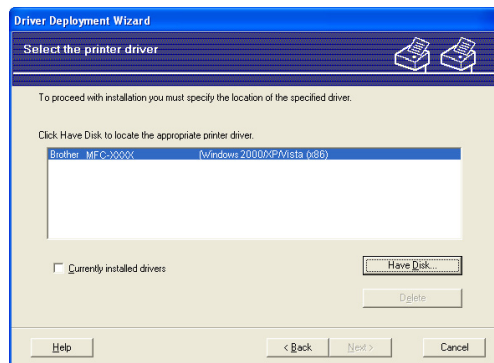 Driver Deployment Wizard
Select the printer driver
To proceed with installation you must specify the location of the specified driver.
Click Have Disk to locate the appropriate printer driver.
Brother MFC-XXXX (Windows 2000/XP/Vista (x86)
Currently installed drivers
Have Disk...
Delete
Help < Back Next > Cancel